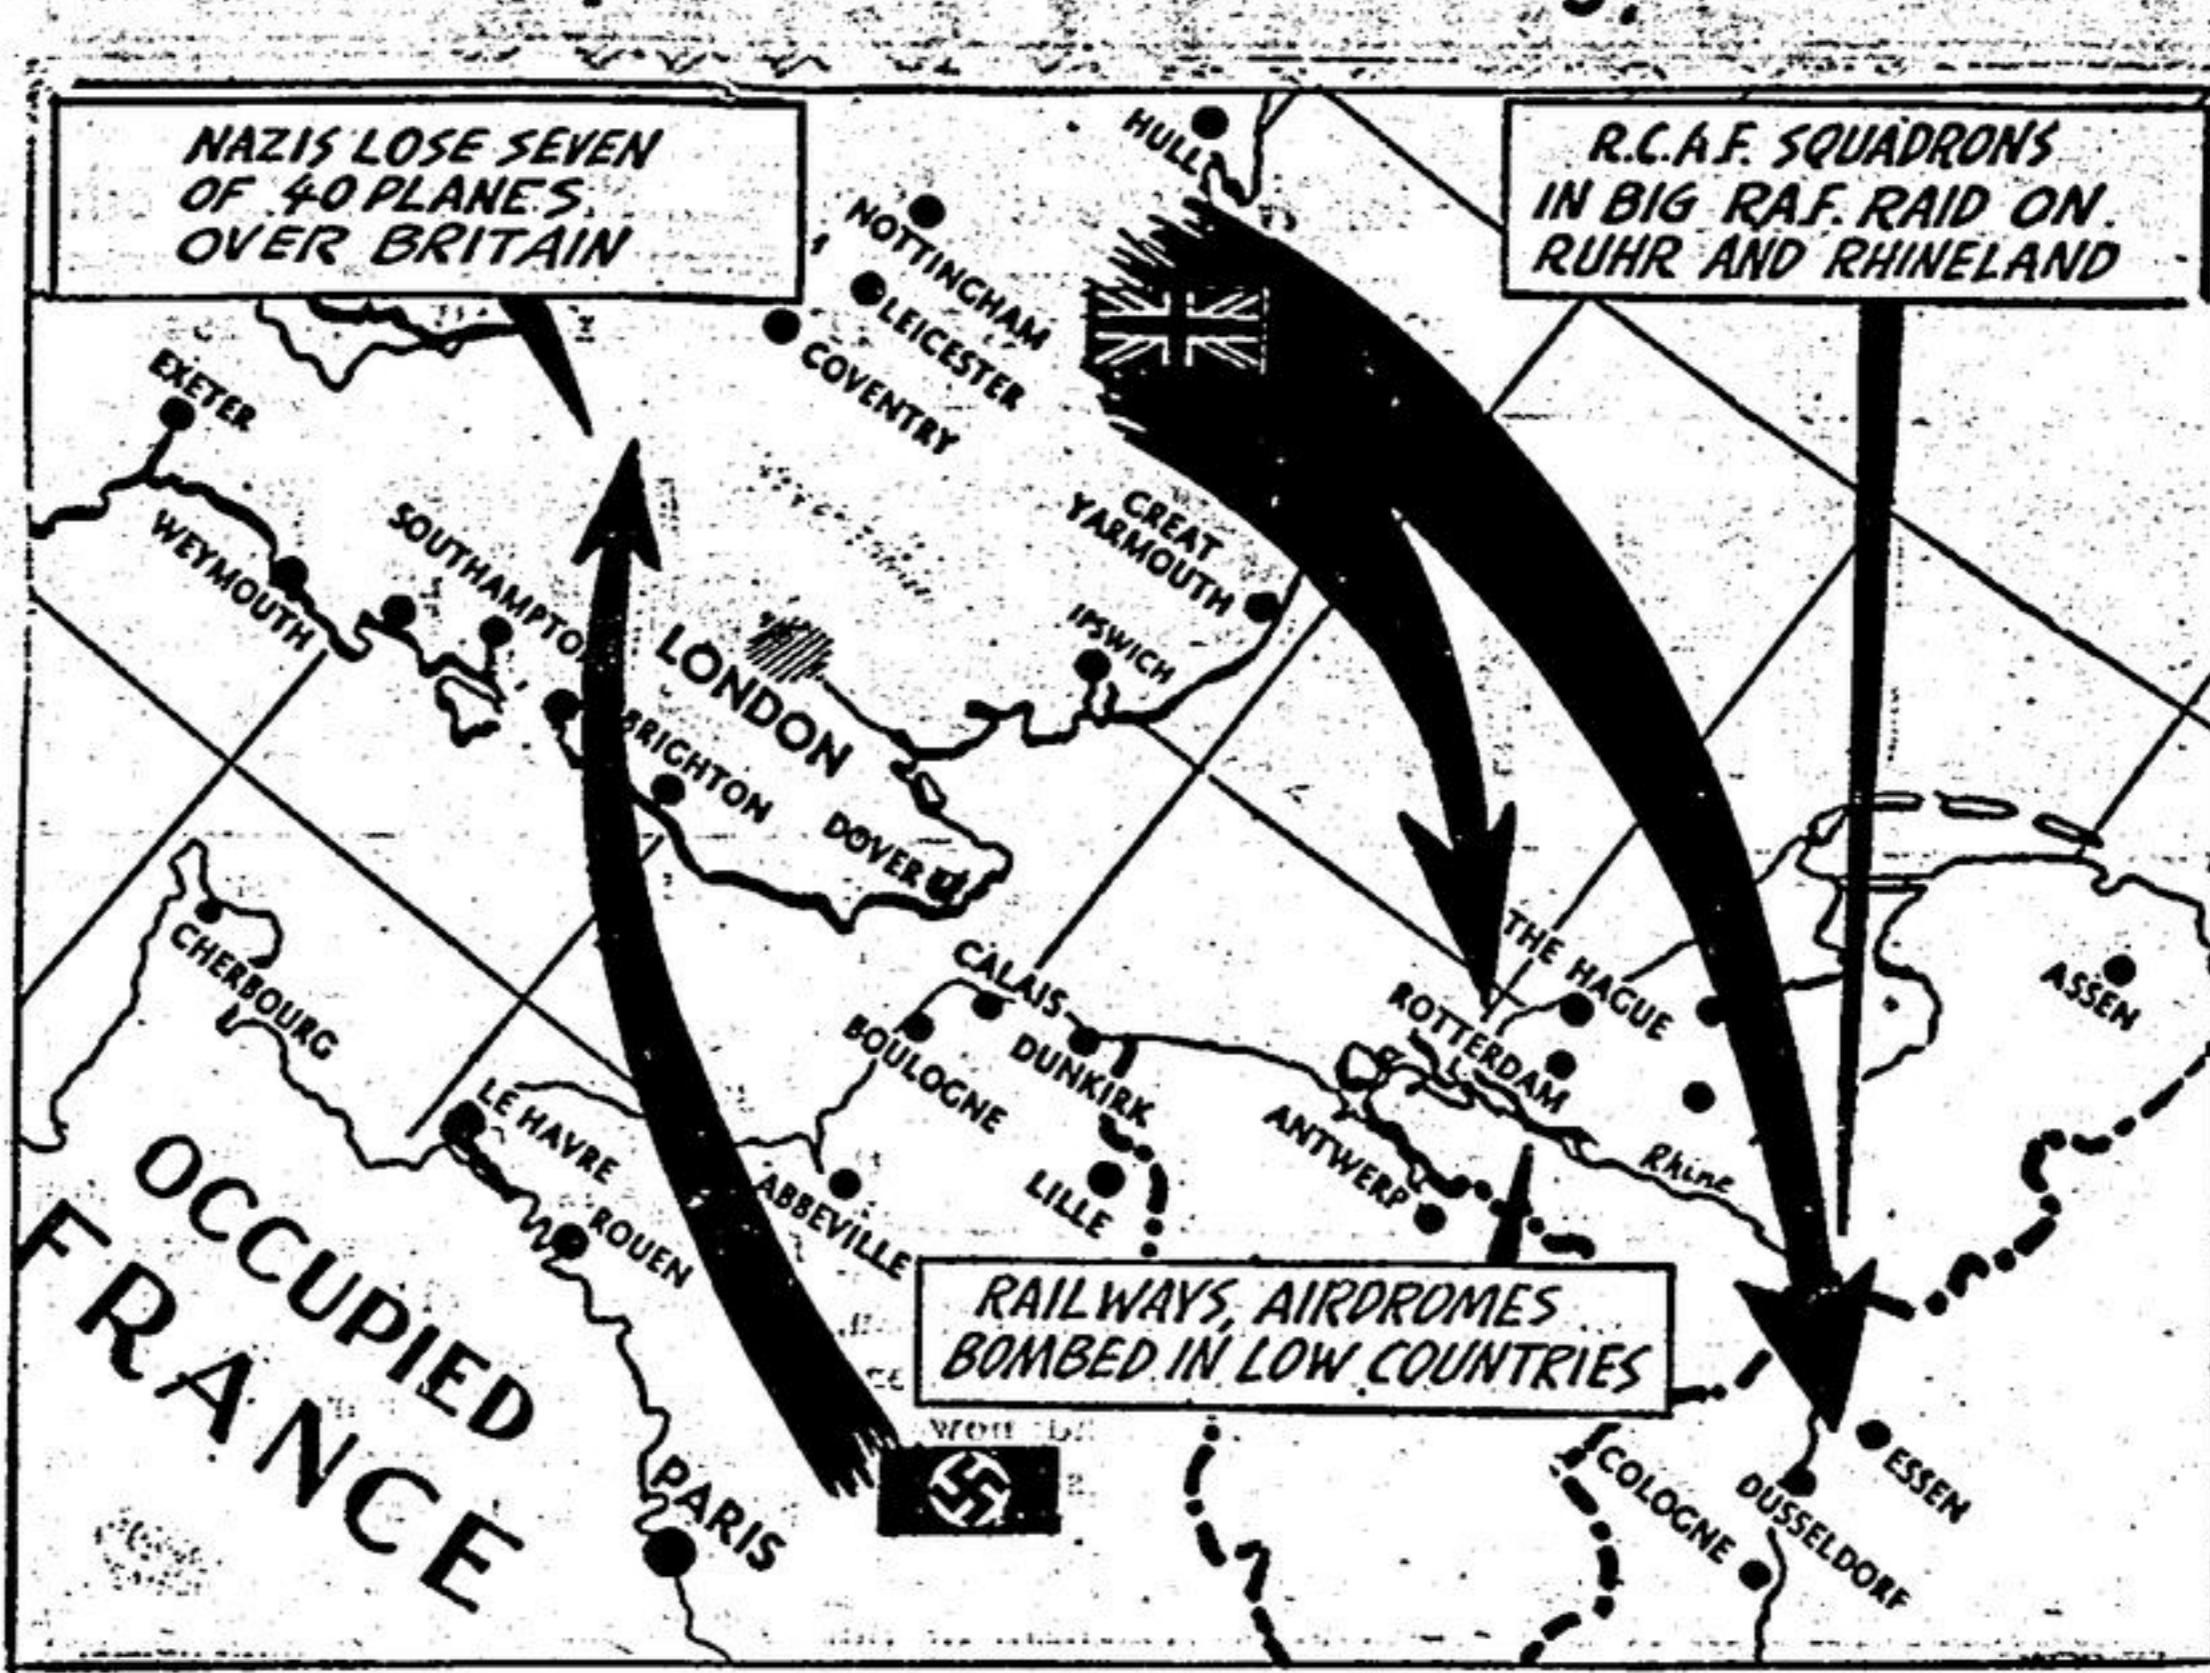 NAZIS LOSE SEVEN
OF 40 PLANES
OVER BRITAIN
R.C.A.F. SQUADRONS
IN BIG R.A.F. RAID ON
RUHR AND RHINELAND
HULL
NOTTINGHAM
LEICESTER
COVENTRY
EXETER
WEYMOUTH
SOUTHAMPTO
GREAT
YARMOUTH
IPSWICH
LONDON
BRIGHTON
DOVER
CHERBOURG
CALAIS
BOULOGNE
DUNKIRK
THE HAGUE
ROTTERDAM
ASSEN
ANTWERP
Rhine
LE HAVRE
ROUEN
ABBEVILLE
LILLE
OCCUPIED
FRANCE
RAILWAYS, AIRDROMES
BOMBED IN LOW COUNTRIES
PARIS
COLOGNE
DUSSELDORF
ESSEN